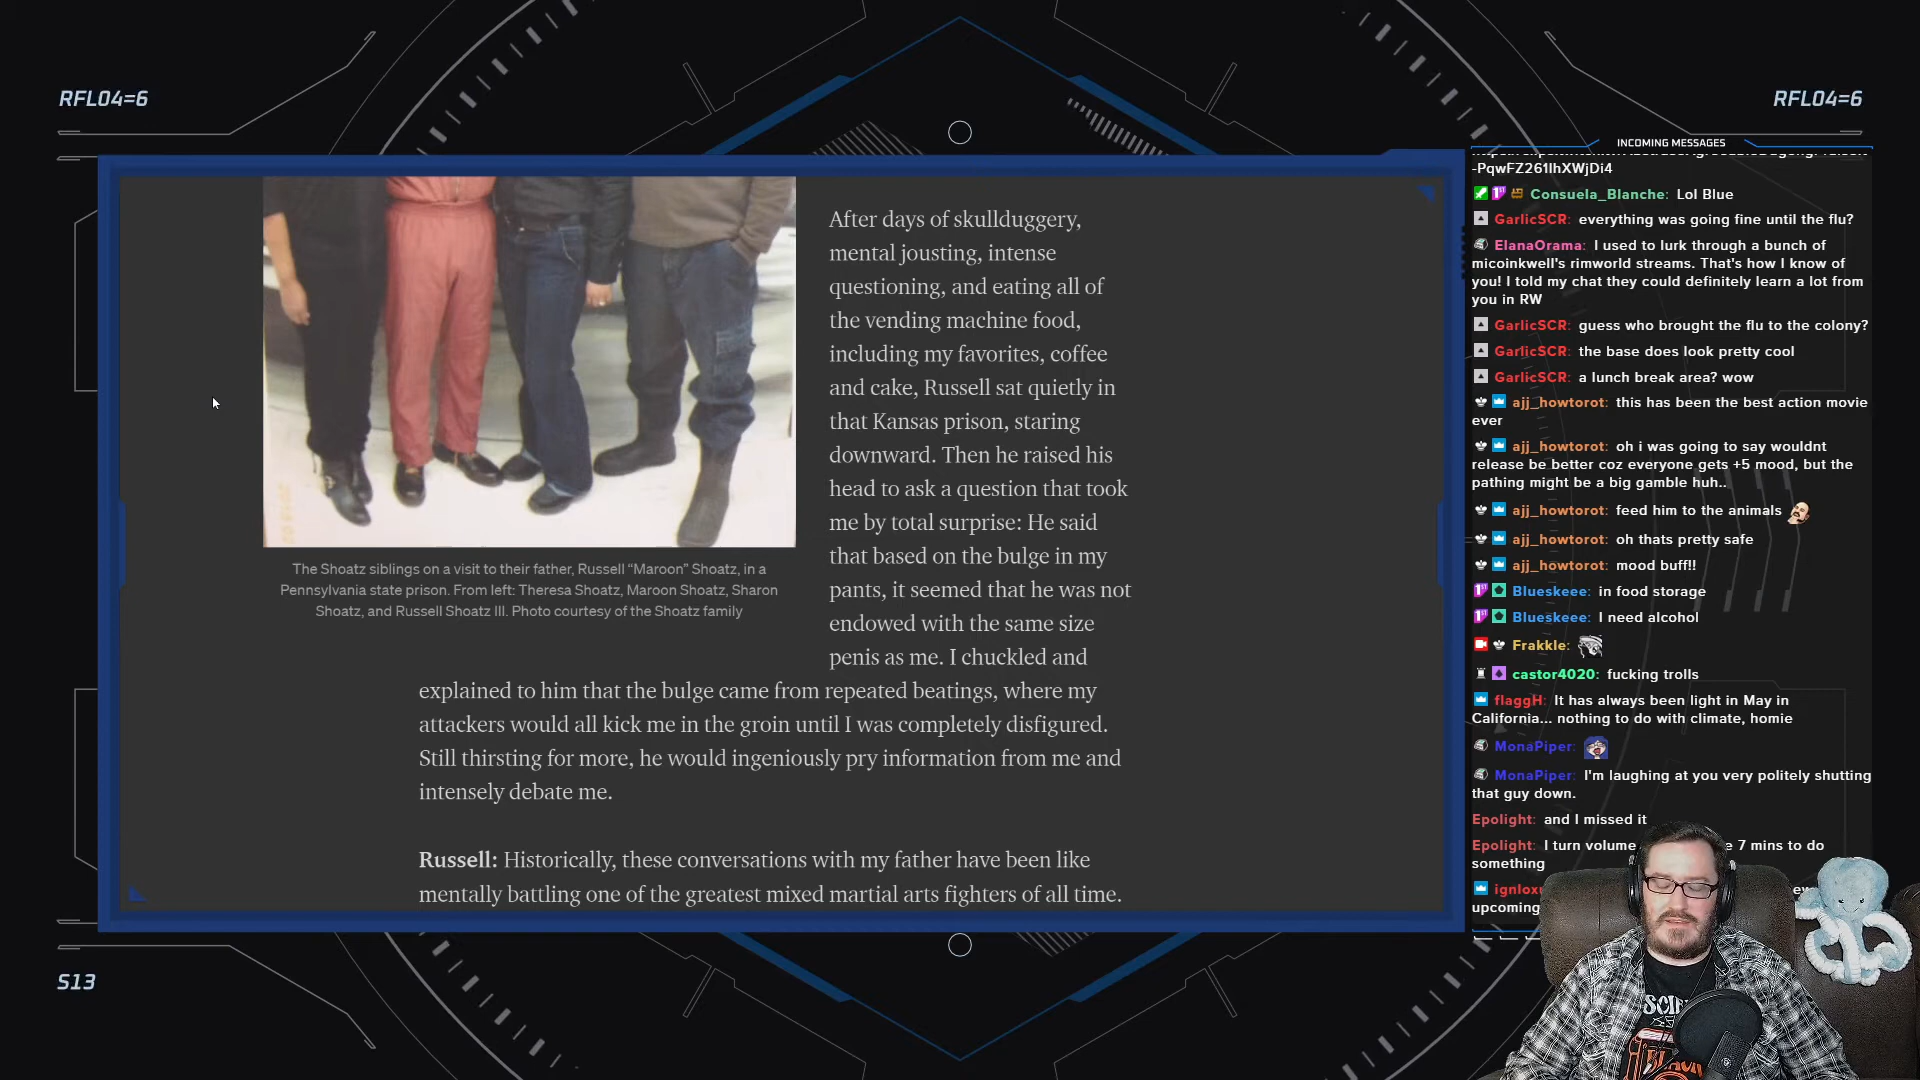 RFL04=6
RFL04=6
INCOMING MESSAGES
-PqwFZ261IhXWjDi4
Consuela_Blanche: Lol Blue
GarlicSCR: everything was going fine until the flu?
ElanaOrama: I used to lurk through a bunch of
micoinkwell's rimworld streams. That's how I know of
you! I told my chat they could definitely learn a lot from
you in RW
GarlicSCR: guess who brought the flu to the colony?
GarlicSCR: the base does look pretty cool
GarlicSCR: a lunch break area? wow
ajj_howtorot: this has been the best action movie
ever
ajj_howtorot: oh i was going to say wouldnt
release be better coz everyone gets +5 mood, but the
pathing might be a big gamble huh..
ajj_howtorot: feed him to the animals
ajj_howtorot: oh thats pretty safe
ajj_howtorot: mood buff!!
Blueskeee: in food storage
Blueskeee: I need alcohol
Frakkle:
castor4020: fucking trolls
flaggH: It has always been light in May in
California... nothing to do with climate, homie
MonaPiper:
MonaPiper: I'm laughing at you very politely shutting
that guy down.
Epolight: and I missed it
Epolight: I turn volume 7 mins to do
something
upcoming
After days of skullduggery,
mental jousting, intense
questioning, and eating all of
the vending machine food,
including my favorites, coffee
and cake, Russell sat quietly in
that Kansas prison, staring
downward. Then he raised his
head to ask a question that took
me by total surprise: He said
that based on the bulge in my
pants, it seemed that he was not
endowed with the same size
penis as me. I chuckled and
explained to him that the bulge came from repeated beatings, where my
attackers would all kick me in the groin until I was completely disfigured.
Still thirsting for more, he would ingeniously pry information from me and
intensely debate me.
The Shoatz siblings on a visit to their father, Russell “Maroon” Shoatz, in a
Pennsylvania state prison. From left: Theresa Shoatz, Maroon Shoatz, Sharon
Shoatz, and Russell Shoatz III. Photo courtesy of the Shoatz family
Russell: Historically, these conversations with my father have been like
mentally battling one of the greatest mixed martial arts fighters of all time.
S13